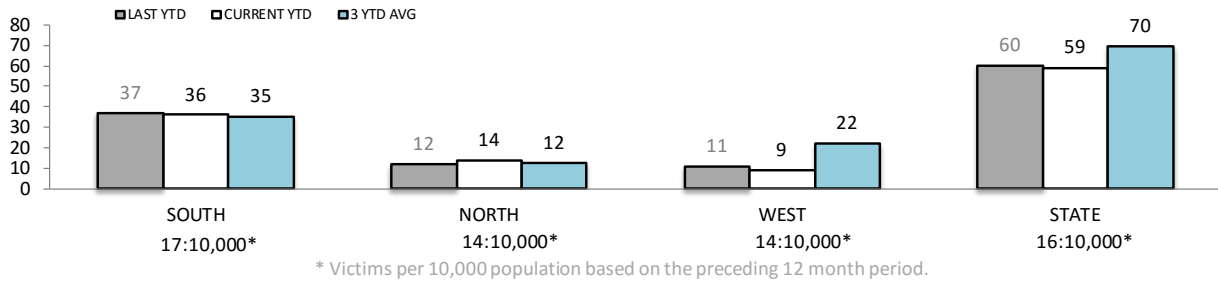 LAST YTD CURRENT YTD 3 YTD AVG
80
70
60
50
40
30
20
10
0
37 36 35
12 14 12
11 9 22
60 59 70
SOUTH NORTH WEST STATE
17:10,000* 14:10,000* 14:10,000* 16:10,000*
* Victims per 10,000 population based on the preceding 12 month period.